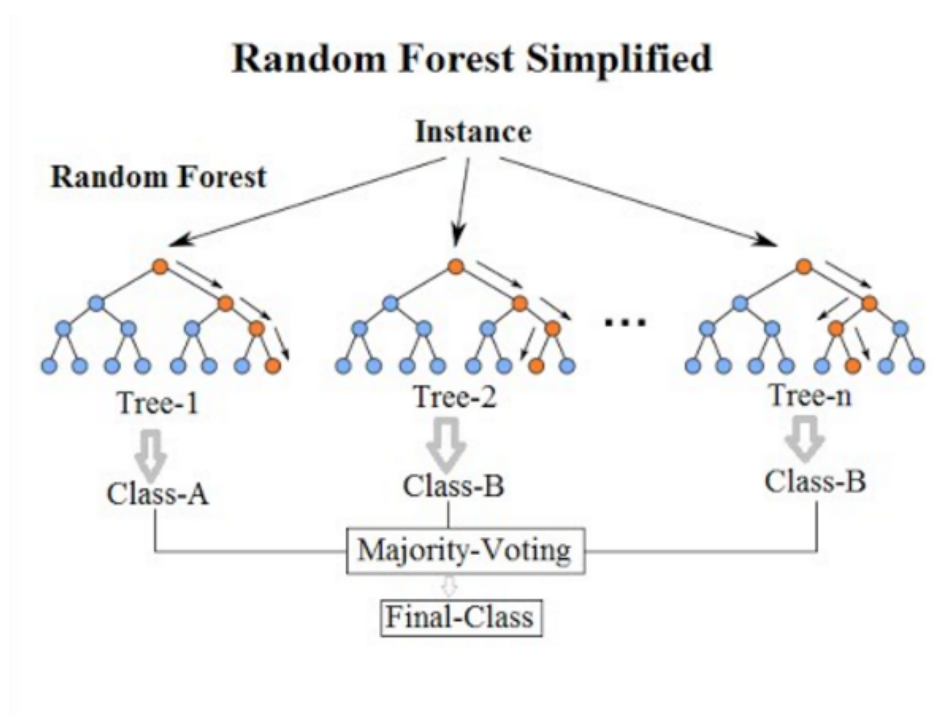 Random Forest Simplified
Instance
Random Forest
...
Tree-1
Tree-2
Tree-n
Class-A
Class-B
Class-B
Majority-Voting
Final-Class